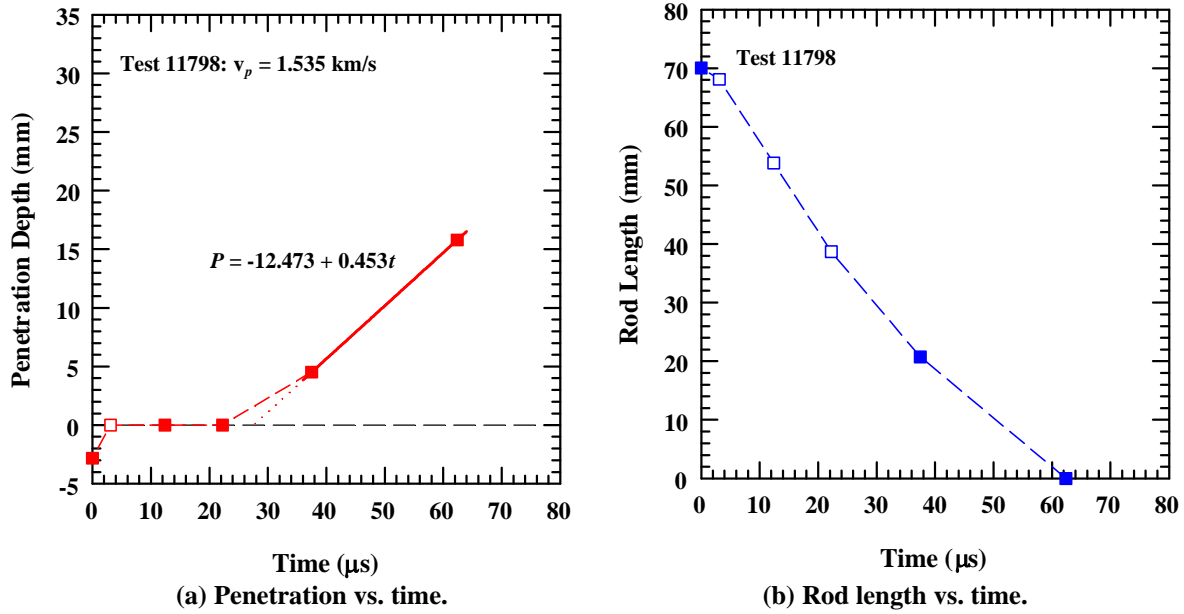 35
30
25
20
15
10
5
0
-5
Penetration Depth (mm)
Test 11798: vₚ = 1.535 km/s
P = -12.473 + 0.453t
0 10 20 30 40 50 60 70 80
Time (μs)
(a) Penetration vs. time.
80
70
60
50
40
30
20
10
0
Rod Length (mm)
Test 11798
0 10 20 30 40 50 60 70 80
Time (μs)
(b) Rod length vs. time.